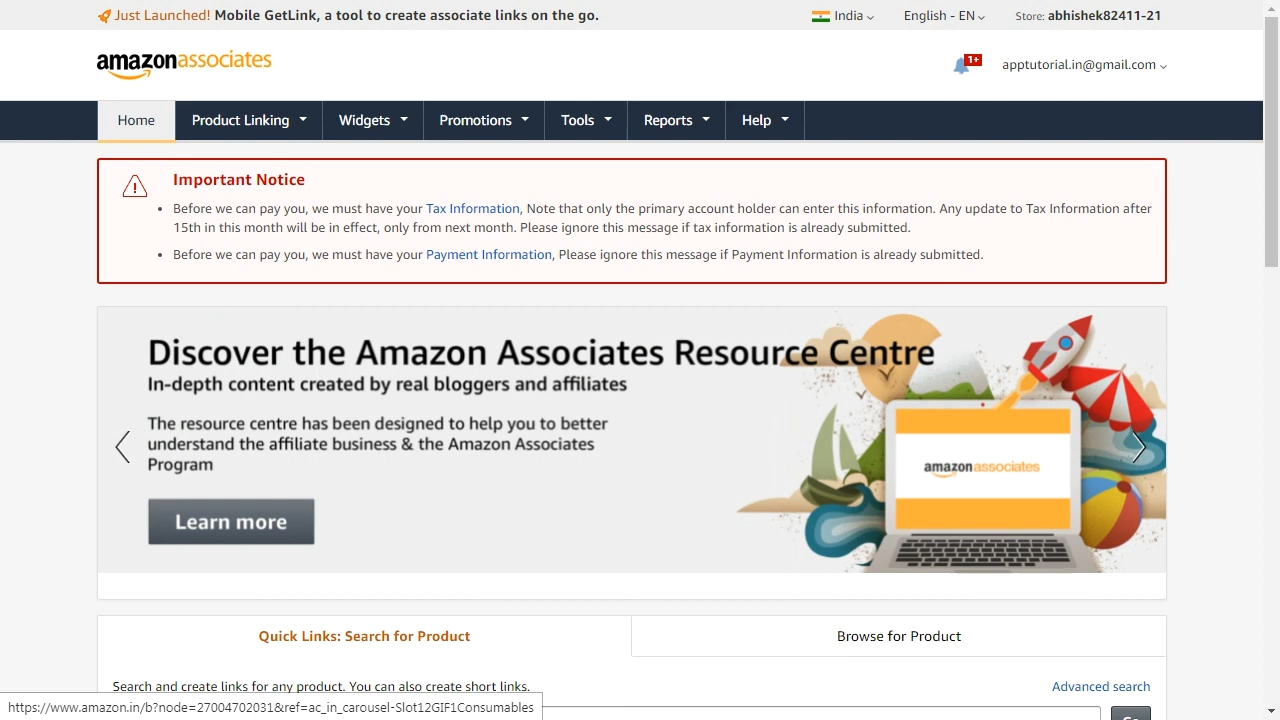 Just Launched! Mobile GetLink, a tool to create associate links on the go.
India
English - EN
Store: abhishek82411-21
amazonassociates
1+
apptutorial.in@gmail.com
Home
Product Linking
Widgets
Promotions
Tools
Reports
Help
Important Notice
• Before we can pay you, we must have your Tax Information, Note that only the primary account holder can enter this information. Any update to Tax Information after
15th in this month will be in effect, only from next month. Please ignore this message if tax information is already submitted.
• Before we can pay you, we must have your Payment Information, Please ignore this message if Payment Information is already submitted.
Discover the Amazon Associates Resource Centre
In-depth content created by real bloggers and affiliates
The resource centre has been designed to help you to better
understand the affiliate business & the Amazon Associates
Program
amazonassociates
Learn more
Quick Links: Search for Product
Browse for Product
Search and create links for any product. You can also create short links.
Advanced search
https://www.amazon.in/b?node=27004702031&ref=ac_in_carousel-Slot12GIF1Consumables
Go